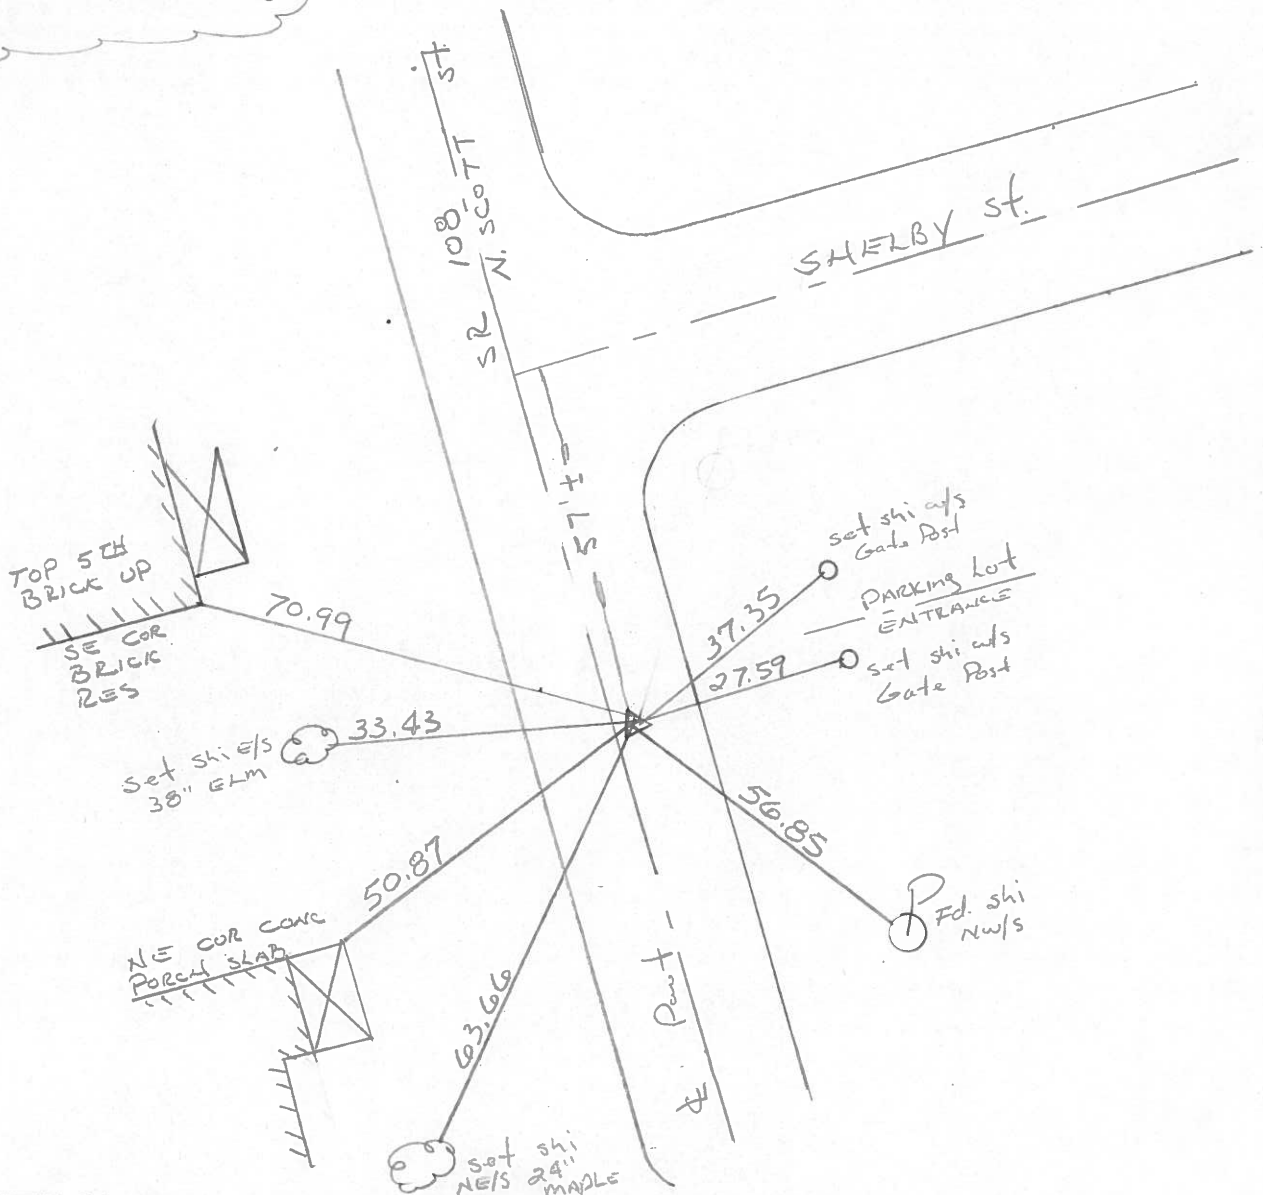 SR 108
N. SCOTT ST.
SHELBY St.
57'±
TOP 5TH
BRICK UP
SE COR
BRICK
RES
70.99
set shi w/s
Gate Post
37.35
PARKING Lot
ENTRANCE
27.59
set shi w/s
Gate Post
33.43
set shi E/S
38" ELM
50.87
NE COR CONC
PORCH SLAB
56.85
P
Fd. shi
NW/S
63.66
℄ Pavt
set shi
NE/S 24"
MAPLE